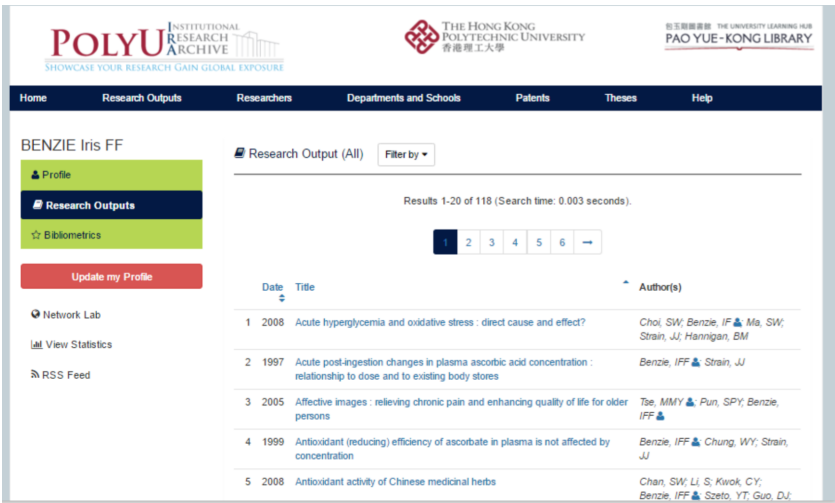 INSTITUTIONAL
POLYU RESEARCH
ARCHIVE
SHOWCASE YOUR RESEARCH GAIN GLOBAL EXPOSURE
THE HONG KONG
POLYTECHNIC UNIVERSITY
香港理工大學
包玉剛圖書館 THE UNIVERSITY LEARNING HUB
PAO YUE-KONG LIBRARY
Home Research Outputs Researchers Departments and Schools Patents Theses Help
BENZIE Iris FF
Profile
Research Outputs
Bibliometrics
Update my Profile
Network Lab
View Statistics
RSS Feed
Research Output (All) Filter by
Results 1-20 of 118 (Search time: 0.003 seconds).
1 2 3 4 5 6 →
Date Title Author(s)
1 2008 Acute hyperglycemia and oxidative stress : direct cause and effect? Choi, SW; Benzie, IF; Ma, SW;
Strain, JJ; Hannigan, BM
2 1997 Acute post-ingestion changes in plasma ascorbic acid concentration : Benzie, IFF; Strain, JJ
relationship to dose and to existing body stores
3 2005 Affective images : relieving chronic pain and enhancing quality of life for older Tse, MMY; Pun, SPY; Benzie,
persons IFF
4 1999 Antioxidant (reducing) efficiency of ascorbate in plasma is not affected by Benzie, IFF; Chung, WY; Strain,
concentration JJ
5 2008 Antioxidant activity of Chinese medicinal herbs Chan, SW; Li, S; Kwok, CY;
Benzie, IFF; Szeto, YT; Guo, DJ;